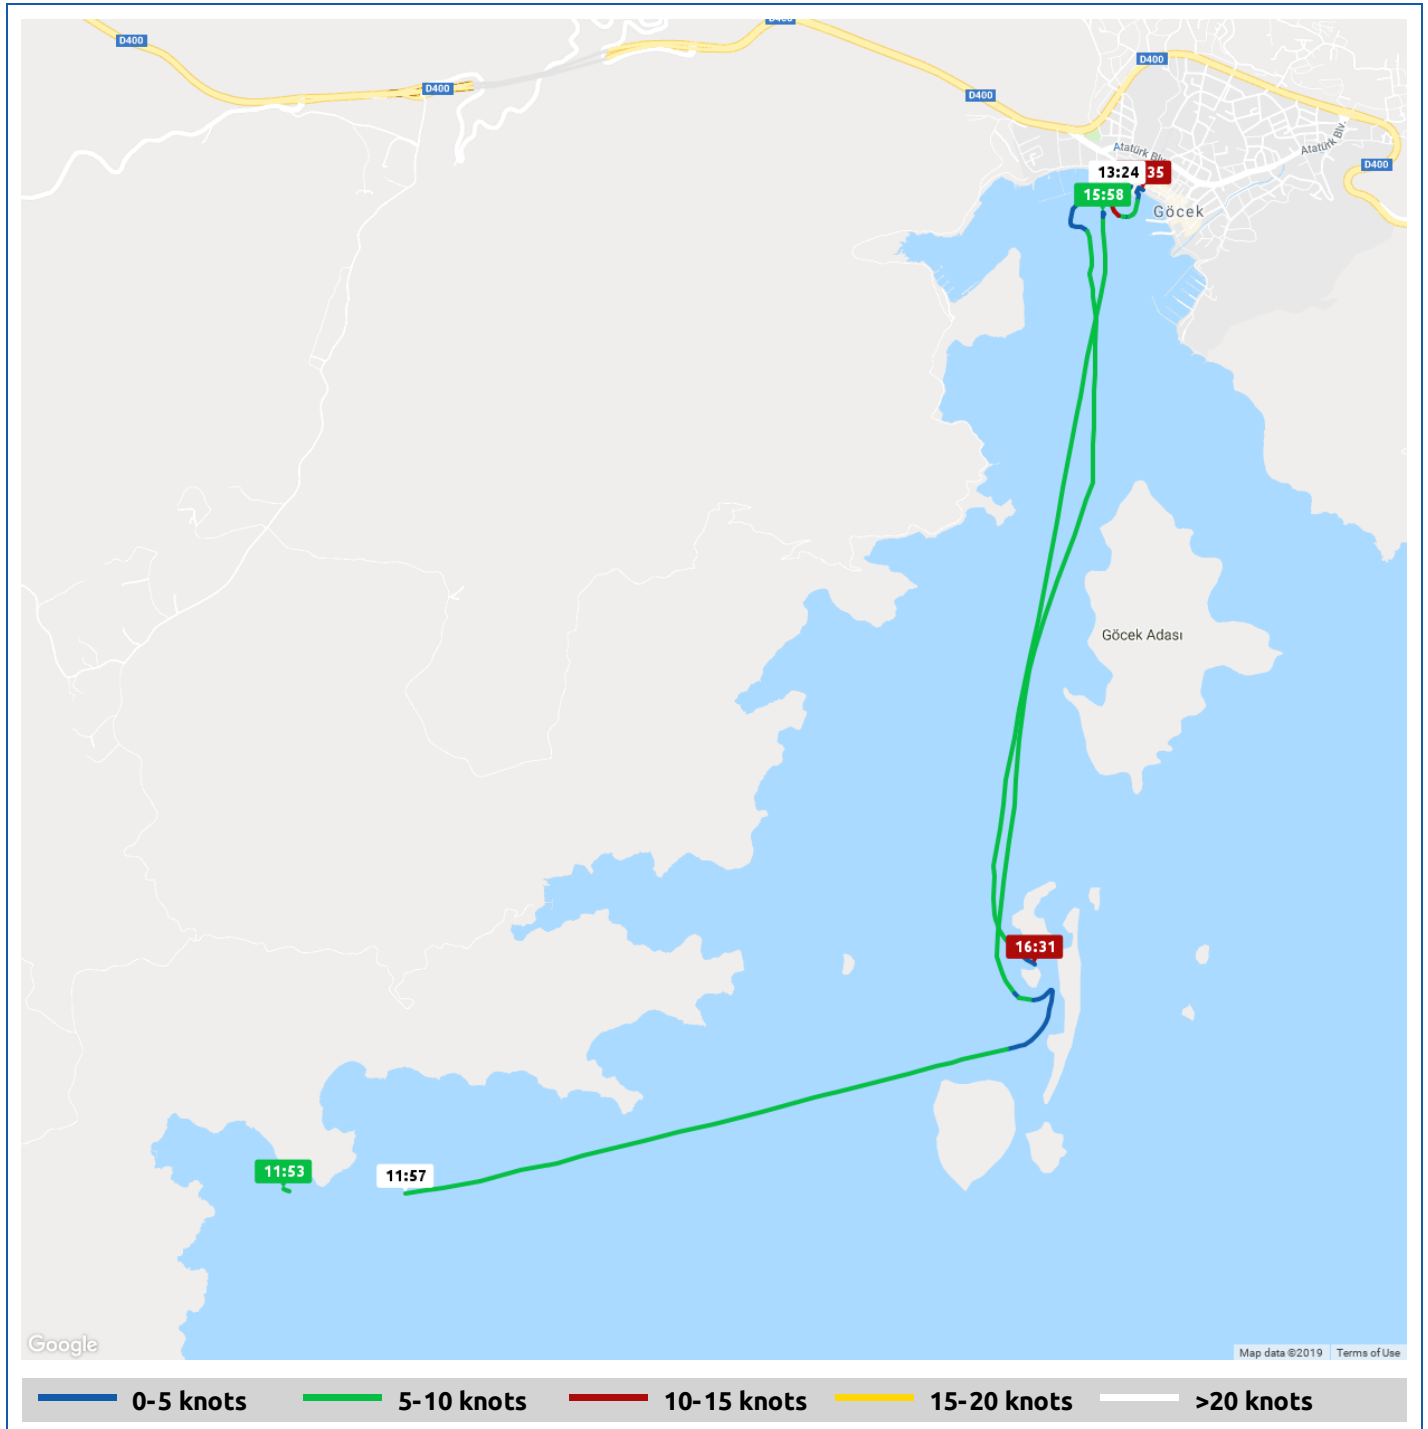 D400
D400
D400
D400
D400
Atatürk Blv.
Atatürk
D400
13:24
35
15:58
Göcek
Göcek Adası
16:31
11:53
11:57
Google
Map data ©2019
Terms of Use
0-5 knots
5-10 knots
10-15 knots
15-20 knots
>20 knots